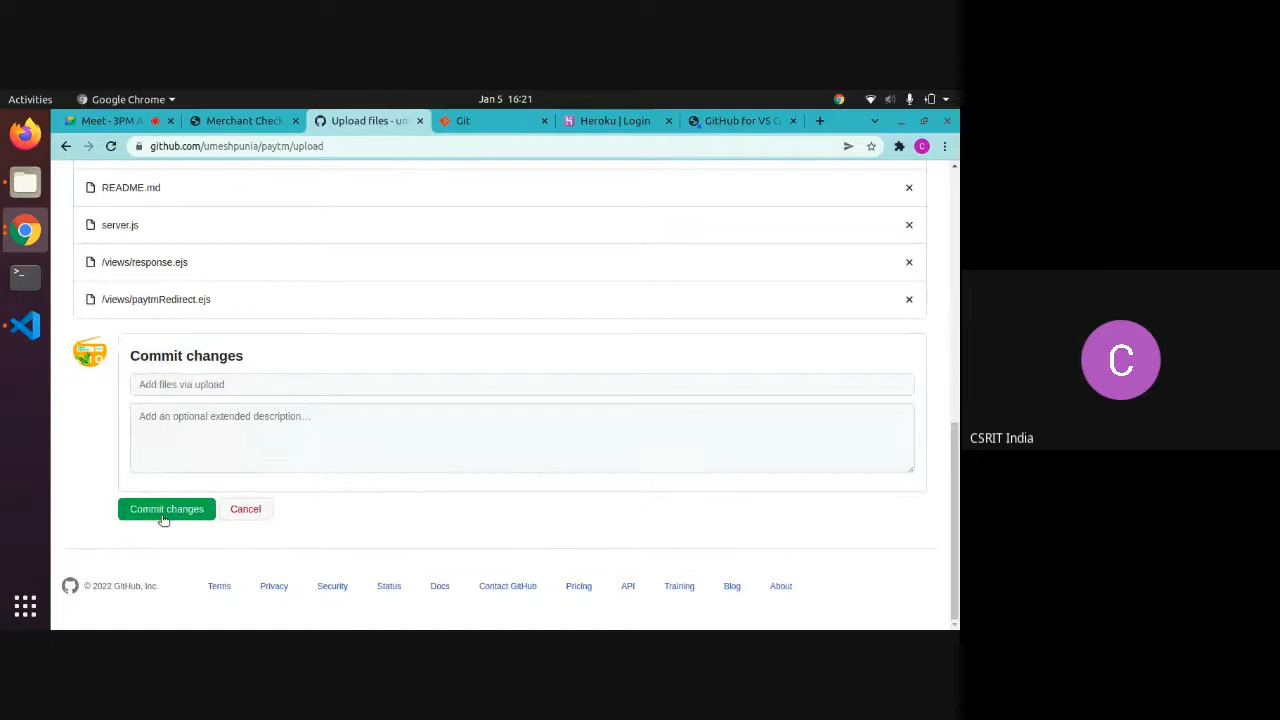 Activities
Google Chrome
Jan 5 16:21
Meet - 3PM A
Merchant Check
Upload files - um
Git
Heroku | Login
GitHub for VS C
github.com/umeshpunia/paytm/upload
C
README.md
server.js
/views/response.ejs
/views/paytmRedirect.ejs
Commit changes
Add files via upload
Add an optional extended description…
Commit changes
Cancel
© 2022 GitHub, Inc.
Terms
Privacy
Security
Status
Docs
Contact GitHub
Pricing
API
Training
Blog
About
C
CSRIT India